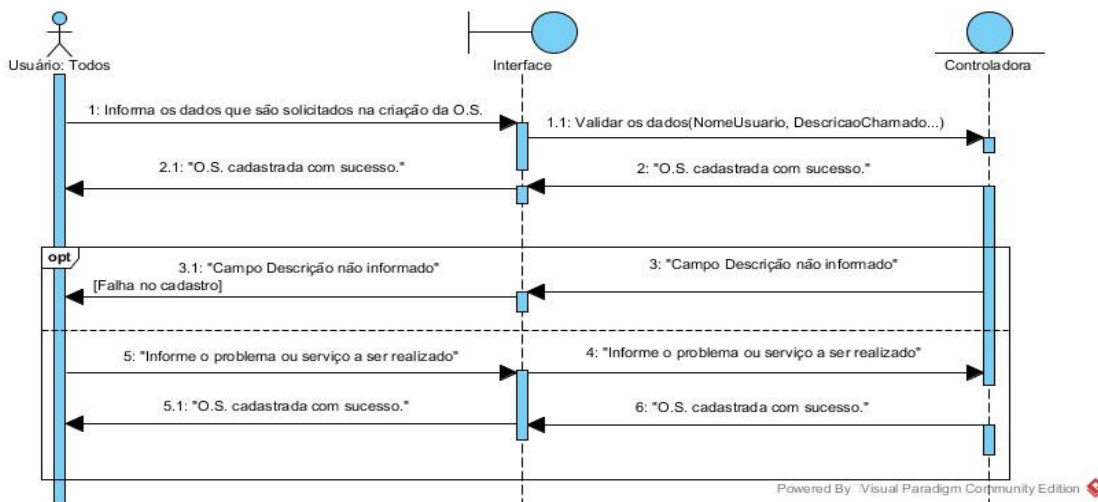 Usuário: Todos
Interface
Controladora
1: Informa os dados que são solicitados na criação da O.S.
1.1: Validar os dados(NomeUsuario, DescricaoChamado...)
2.1: "O.S. cadastrada com sucesso."
2: "O.S. cadastrada com sucesso."
opt
3.1: "Campo Descrição não informado"
3: "Campo Descrição não informado"
[Falha no cadastro]
5: "Informe o problema ou serviço a ser realizado"
4: "Informe o problema ou serviço a ser realizado"
5.1: "O.S. cadastrada com sucesso."
6: "O.S. cadastrada com sucesso."
Powered By Visual Paradigm Community Edition